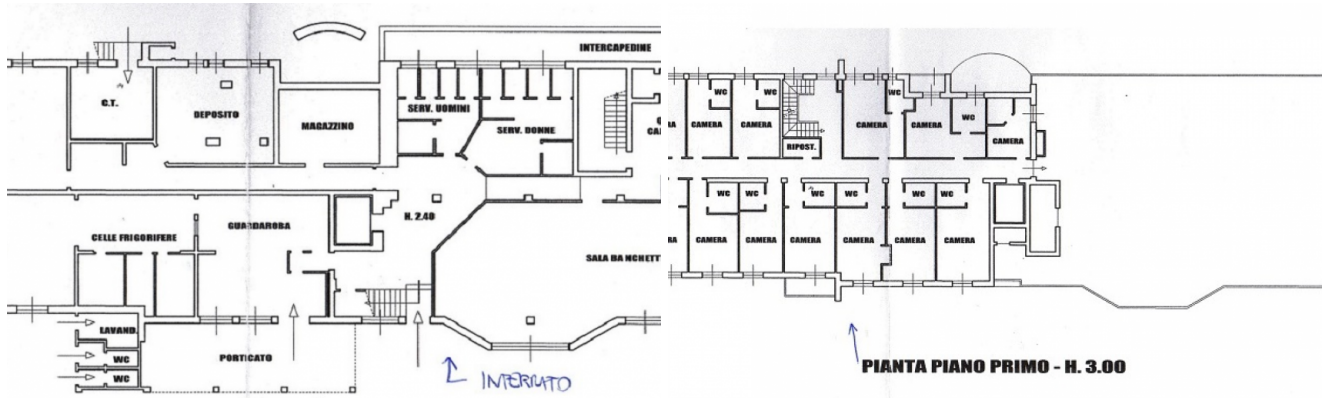 INTERCAPEDINE
C.T.
DEPOSITO
MAGAZZINO
SERV. UOMINI
SERV. DONNE
H. 2.40
GUARDAROBA
CELLE FRIGORIFERE
SALA BANCHETT
LAVAND.
WC
WC
PORTICATO
INTERRATO
WC
WC
WC
WC
CAMERA
CAMERA
CAMERA
CAMERA
CAMERA
RIPOST.
WC
WC
WC
WC
WC
WC
CAMERA
CAMERA
CAMERA
CAMERA
CAMERA
CAMERA
PIANTA PIANO PRIMO - H. 3.00